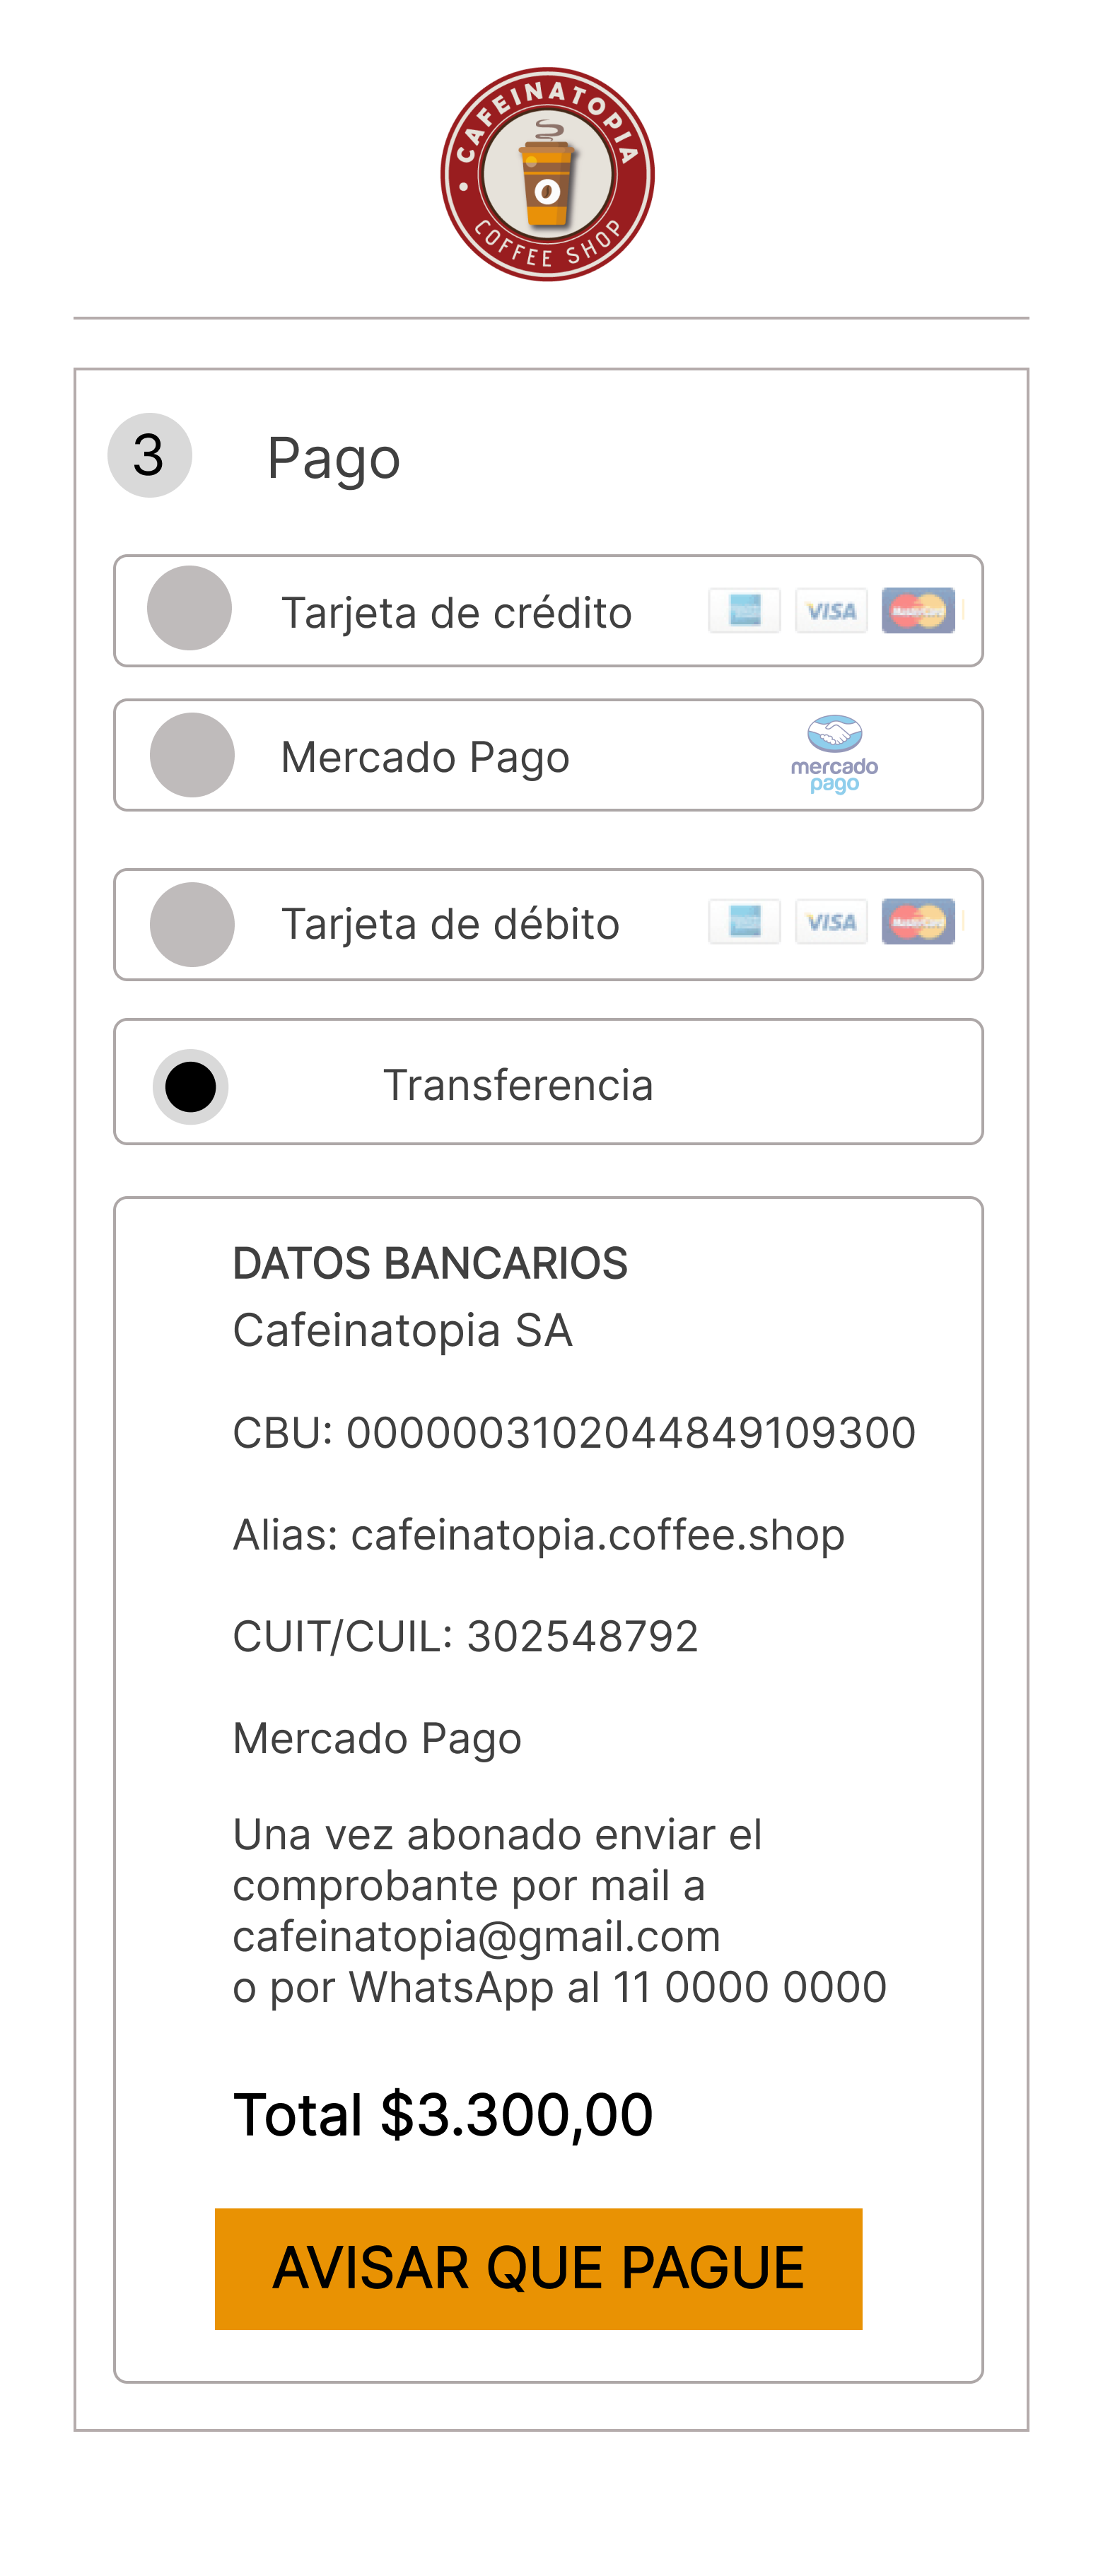 CAFEINATOPIA
COFFEE SHOP
3 Pago
Tarjeta de crédito VISA MasterCard
Mercado Pago mercado pago
Tarjeta de débito VISA MasterCard
Transferencia
DATOS BANCARIOS
Cafeinatopia SA
CBU: 0000003102044849109300
Alias: cafeinatopia.coffee.shop
CUIT/CUIL: 302548792
Mercado Pago
Una vez abonado enviar el
comprobante por mail a
cafeinatopia@gmail.com
o por WhatsApp al 11 0000 0000
Total $3.300,00
AVISAR QUE PAGUE